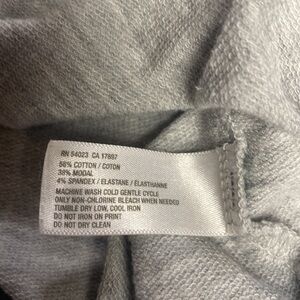 RN 54023 CA 17897
58% COTTON / COTON
38% MODAL
4% SPANDEX / ELASTANE / ÉLASTHANNE
MACHINE WASH COLD GENTLE CYCLE
ONLY NON-CHLORINE BLEACH WHEN NEEDED
TUMBLE DRY LOW, COOL IRON
DO NOT IRON ON PRINT
DO NOT DRY CLEAN